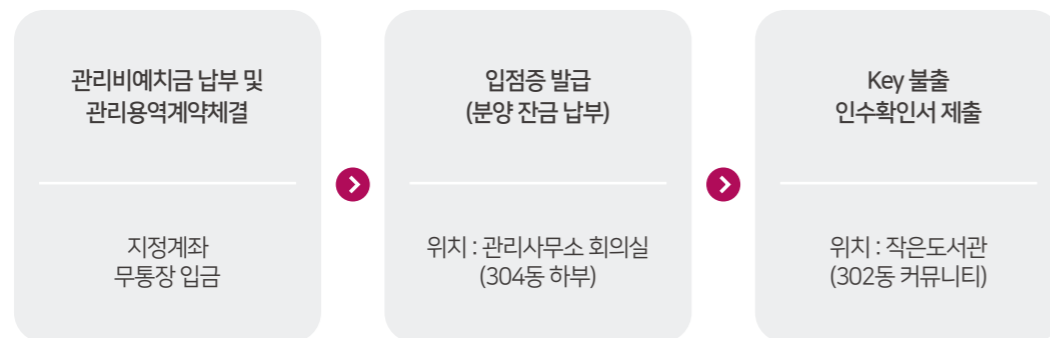 관리비예치금 납부 및
관리용역계약체결
지정계좌
무통장 입금
입점증 발급
(분양 잔금 납부)
위치 : 관리사무소 회의실
(304동 하부)
Key 불출
인수확인서 제출
위치 : 작은도서관
(302동 커뮤니티)